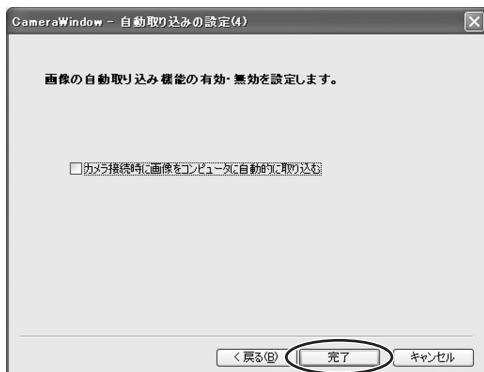 CameraWindow - 自動取り込みの設定(4)
画像の自動取り込み機能の有効・無効を設定します。
カメラ接続時に画像をコンピュータに自動的に取り込む
< 戻る(B)
完了
キャンセル